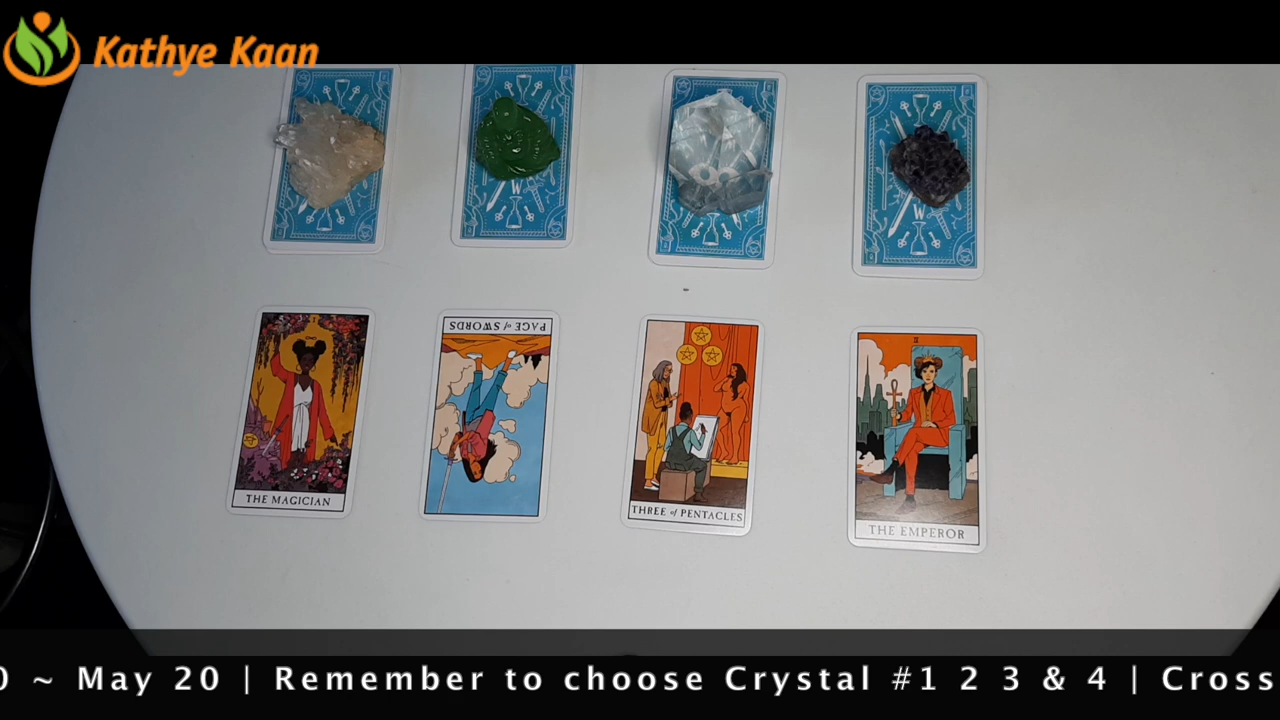 Kathye Kaan
W
W
W
PAGE of SWORDS
THE MAGICIAN
THREE of PENTACLES
THE EMPEROR
0 ~ May 20 | Remember to choose Crystal #1 2 3 & 4 | Cross